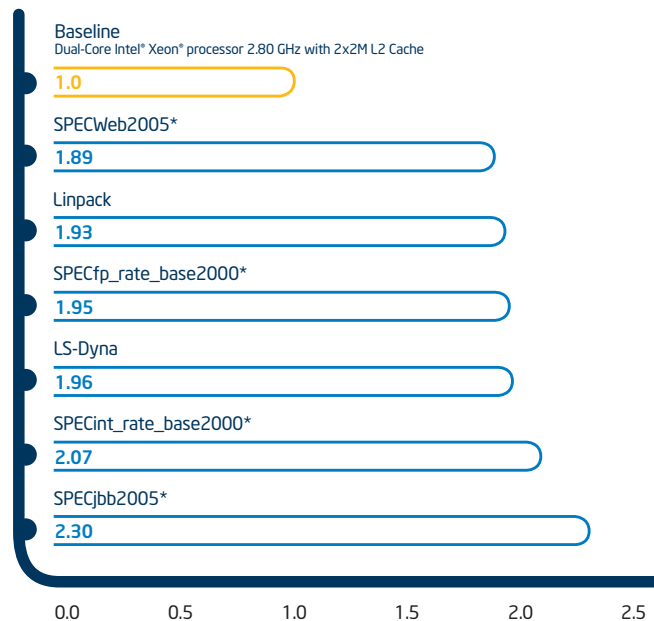 Baseline
Dual-Core Intel® Xeon® processor 2.80 GHz with 2x2M L2 Cache
1.0
SPECWeb2005*
1.89
Linpack
1.93
SPECfp_rate_base2000*
1.95
LS-Dyna
1.96
SPECint_rate_base2000*
2.07
SPECjbb2005*
2.30
0.0 0.5 1.0 1.5 2.0 2.5